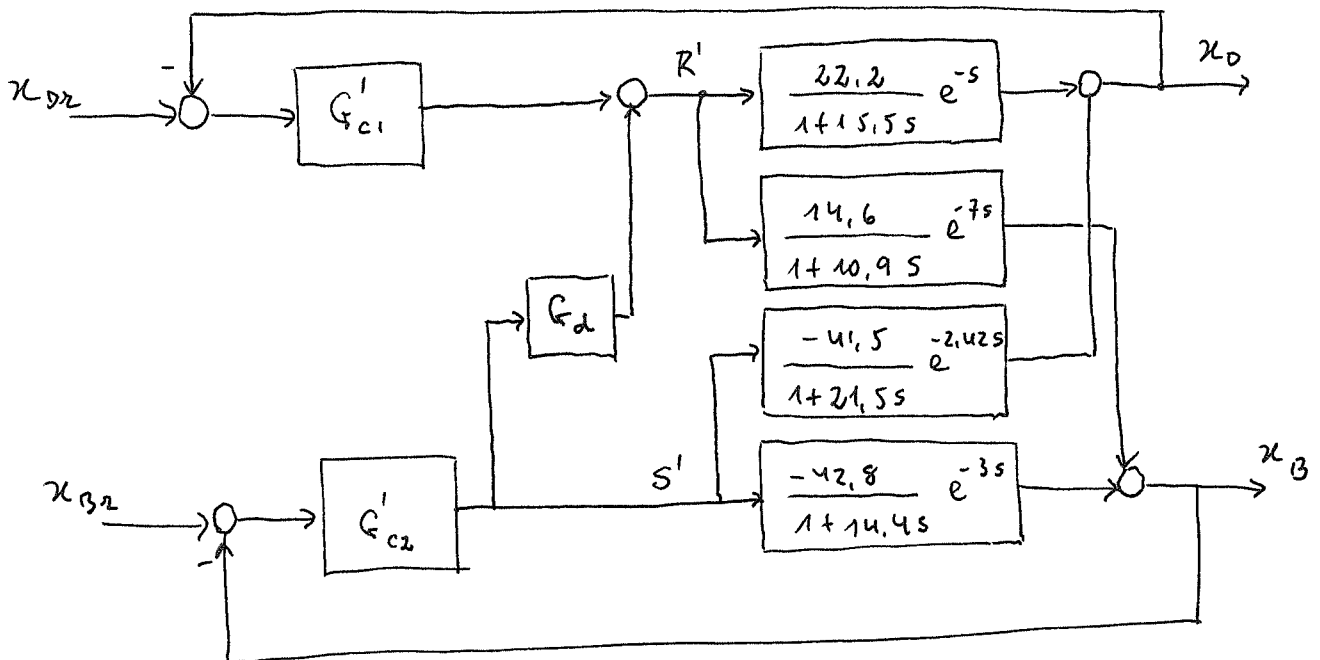 x_Dr
-
G'_c1
R'
22,2 / 1+15,5s e^-s
x_D
14,6 / 1+10,9s e^-7s
G_d
-41,5 / 1+21,5s e^-2,42s
x_Br
-
G'_c2
S'
-42,8 / 1+14,4s e^-3s
x_B